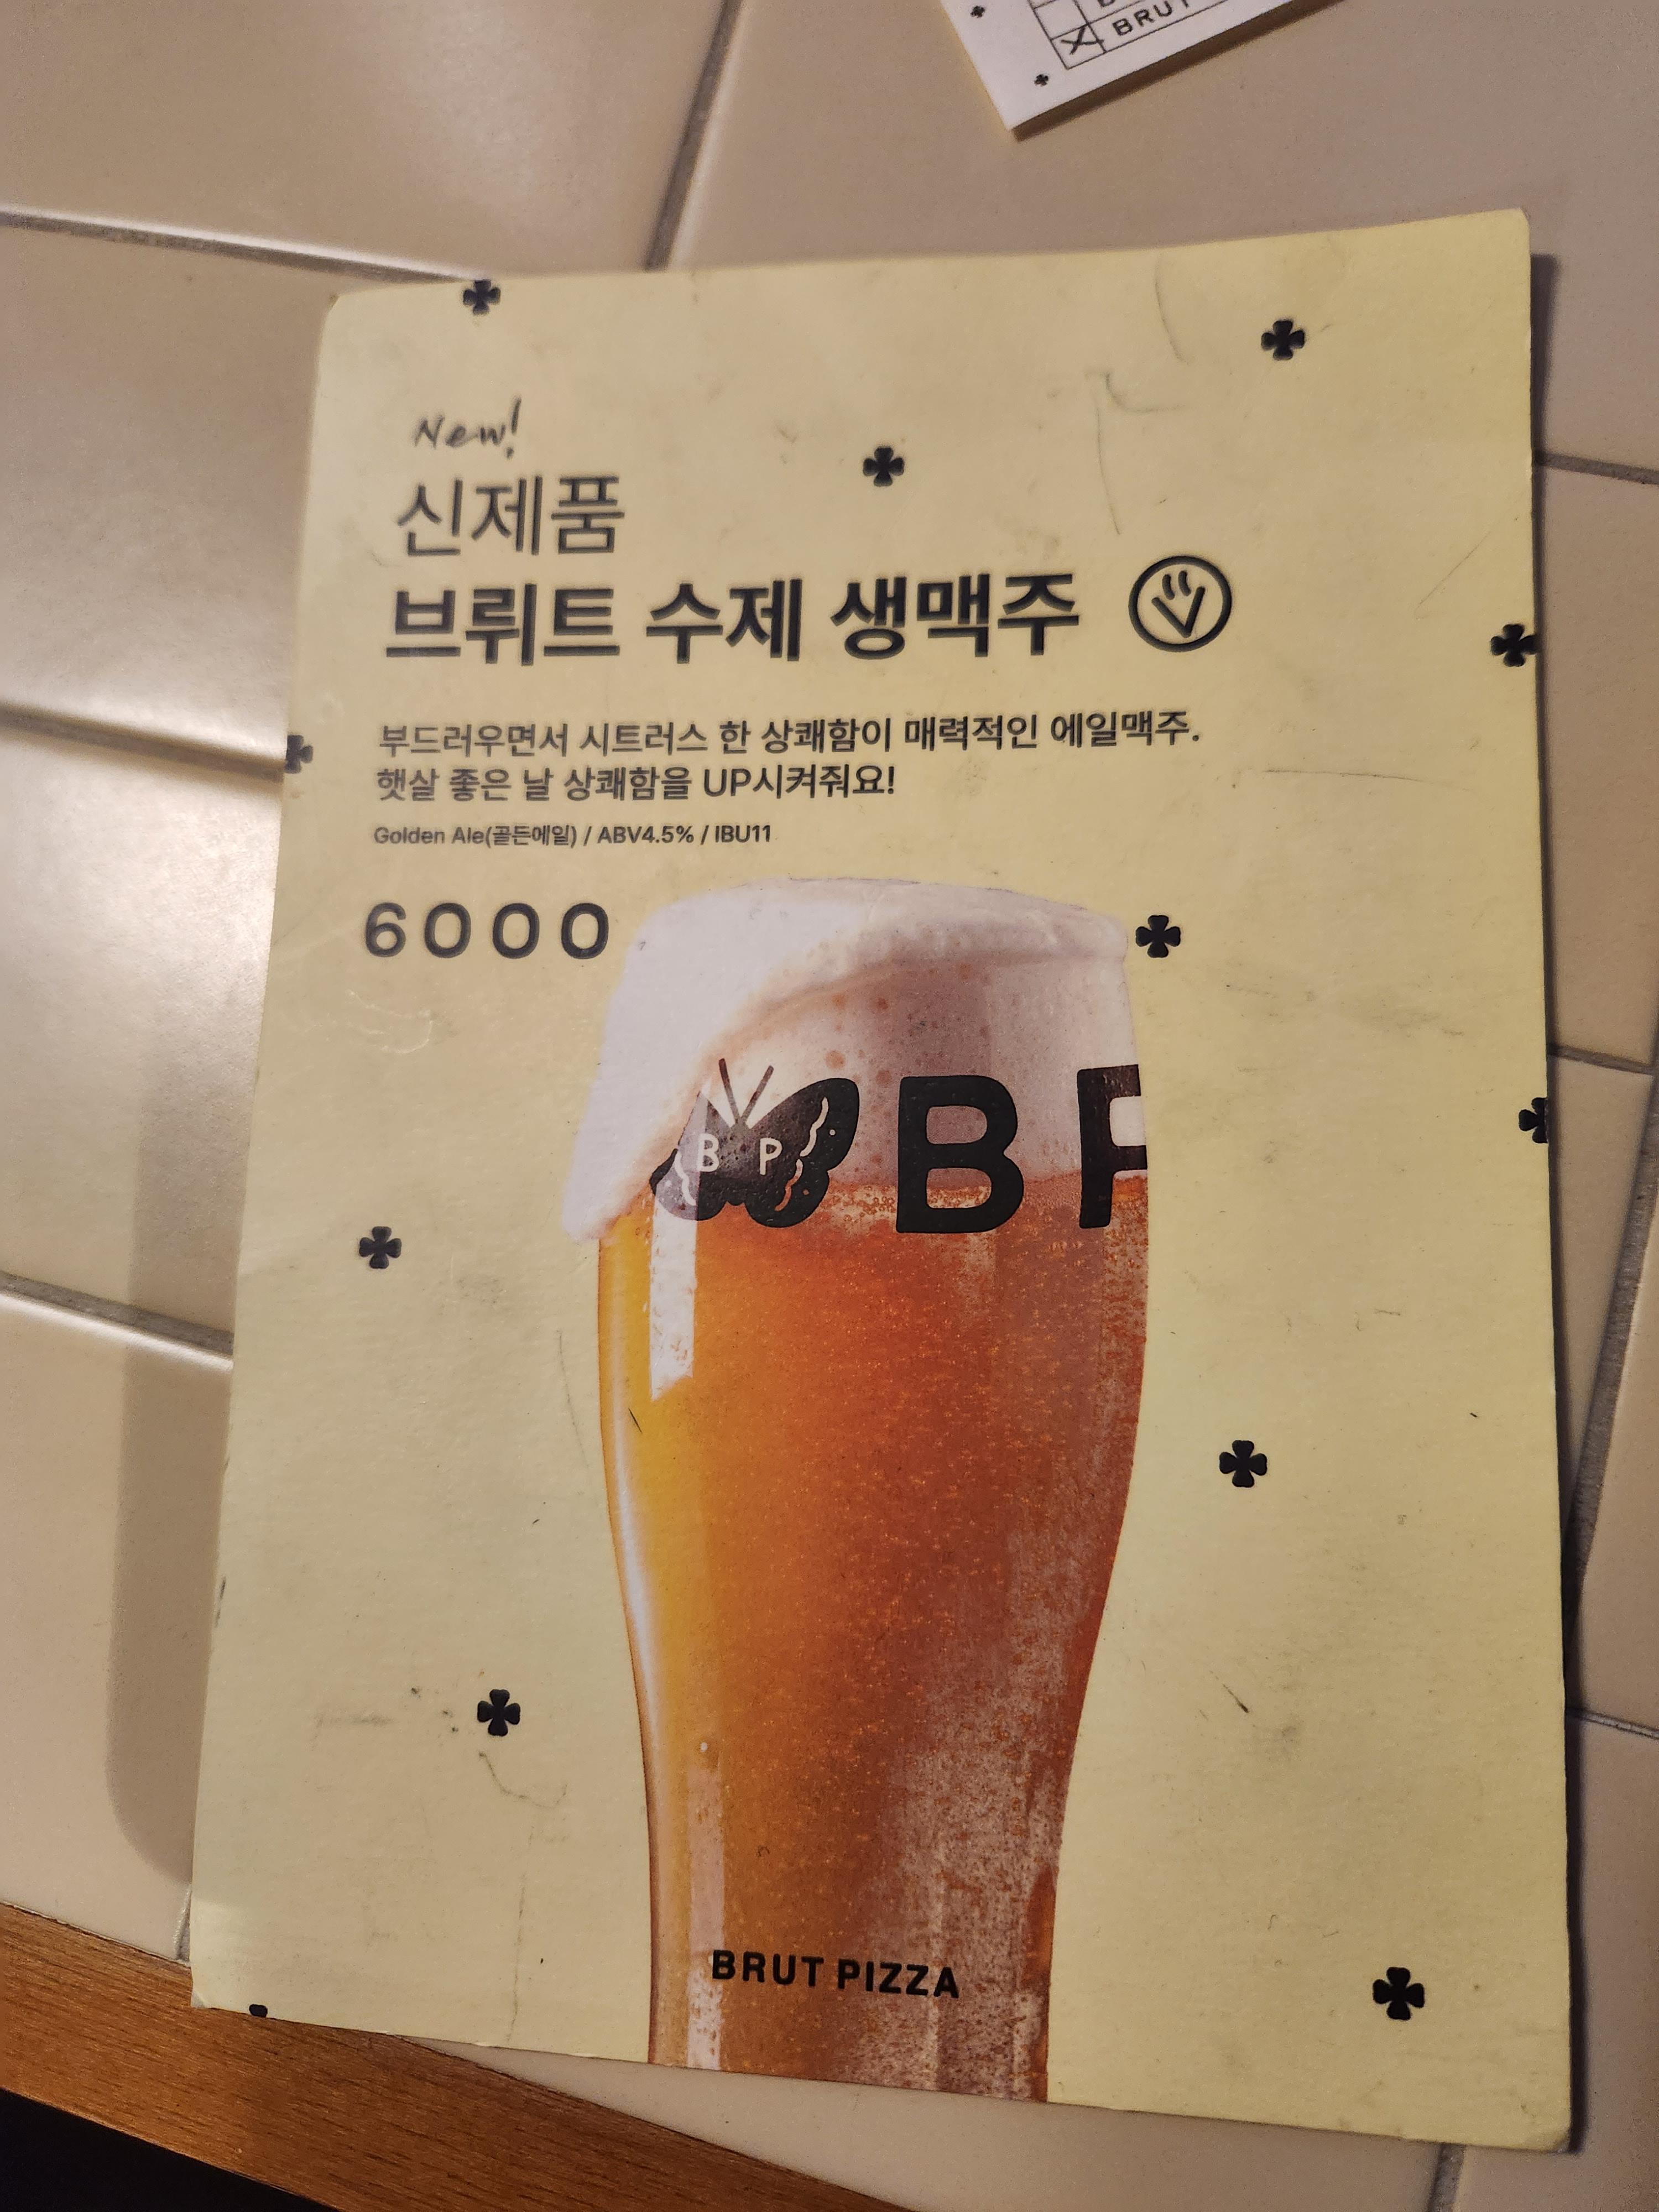 BRUT
New!
신제품
브뤼트 수제 생맥주
부드러우면서 시트러스 한 상쾌함이 매력적인 에일맥주.
햇살 좋은 날 상쾌함을 UP시켜줘요!
Golden Ale(골든에일) / ABV4.5% / IBU11
6000
B P
B P
BRUT PIZZA